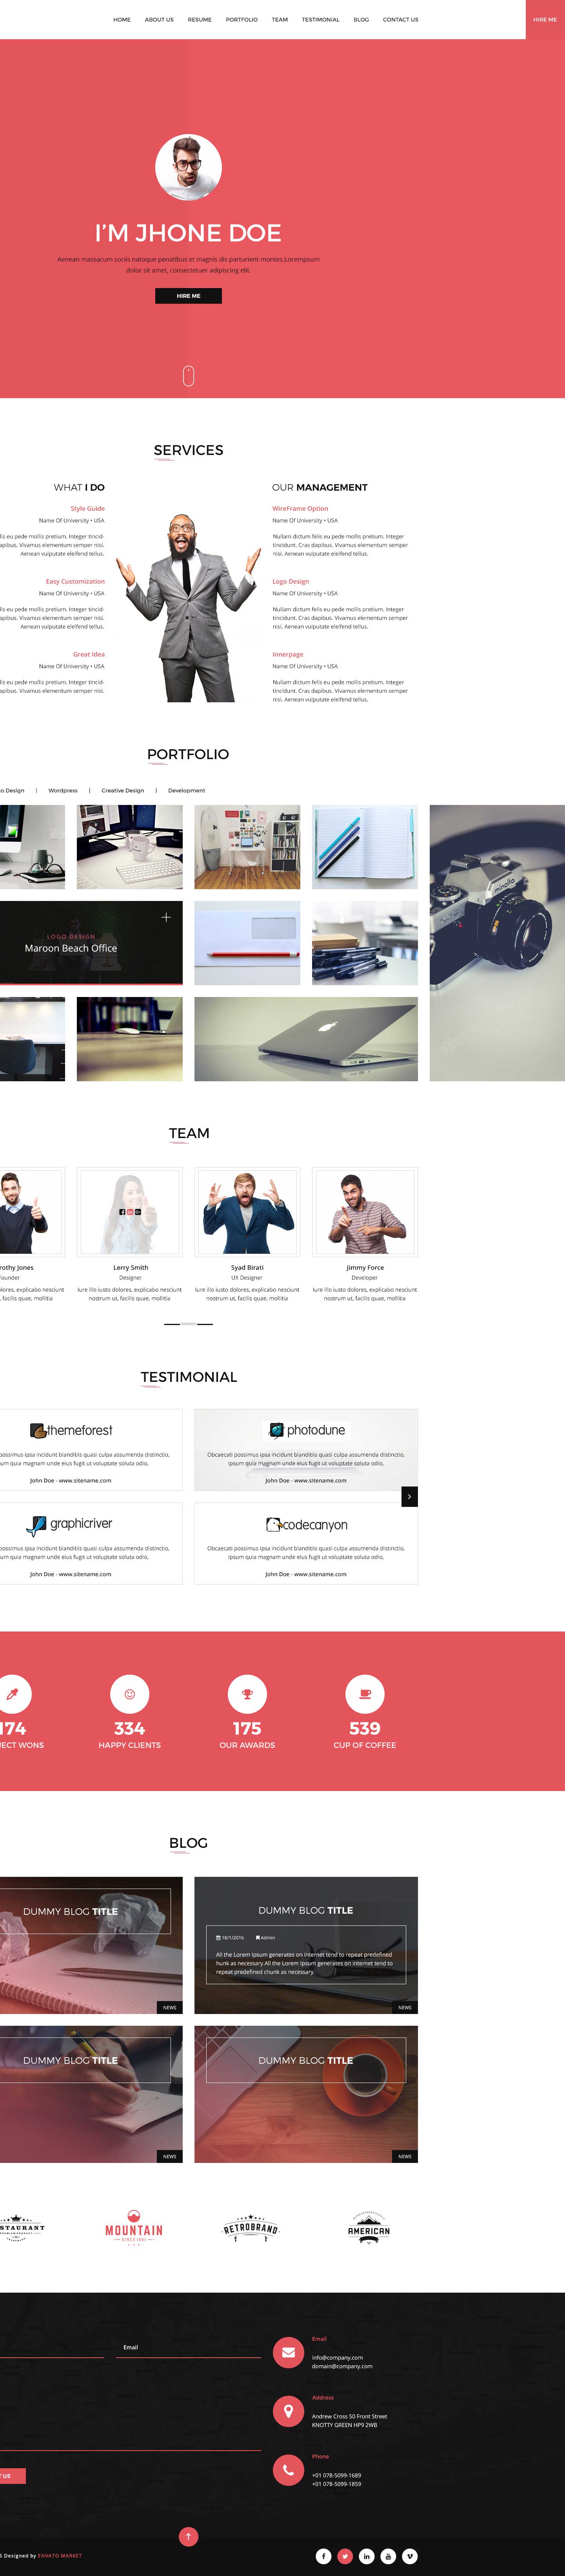 HOME ABOUT US RESUME PORTFOLIO TEAM TESTIMONIAL BLOG CONTACT US HIRE ME
I'M JHONE DOE
Aenean massacum sociis natoque penatibus et magnis dis parturient montes.Loremipsum
dolor sit amet, consectetuer adipiscing elit.
HIRE ME
SERVICES
WHAT I DO
Style Guide
Name Of University • USA
eu pede mollis pretium. Integer tincid-
Vivamus elementum semper nisi.
Aenean vulputate eleifend tellus.
Easy Customization
Name Of University • USA
eu pede mollis pretium. Integer tincid-
Vivamus elementum semper nisi.
Aenean vulputate eleifend tellus.
Great Idea
Name Of University • USA
eu pede mollis pretium. Integer tincid-
Vivamus elementum semper nisi.
OUR MANAGEMENT
WireFrame Option
Name Of University • USA
Nullam dictum felis eu pede mollis pretium. Integer
tincidunt. Cras dapibus. Vivamus elementum semper
nisi. Aenean vulputate eleifend tellus.
Logo Design
Name Of University • USA
Nullam dictum felis eu pede mollis pretium. Integer
tincidunt. Cras dapibus. Vivamus elementum semper
nisi. Aenean vulputate eleifend tellus.
Innerpage
Name Of University • USA
Nullam dictum felis eu pede mollis pretium. Integer
tincidunt. Cras dapibus. Vivamus elementum semper
nisi. Aenean vulputate eleifend tellus.
PORTFOLIO
Design | Wordpress | Creative Design | Development
minolta
LOGO DESIGN
Maroon Beach Office
TEAM
Jones
nesciunt
facilis quae, mollitia
Lerry Smith
Designer
Iure illo iusto dolores, explicabo nesciunt
nostrum ut, facilis quae, mollitia
Syad Birati
UX Designer
Iure illo iusto dolores, explicabo nesciunt
nostrum ut, facilis quae, mollitia
Jimmy Force
Developer
Iure illo iusto dolores, explicabo nesciunt
nostrum ut, facilis quae, mollitia
TESTIMONIAL
themeforest
possimus ipsa incidunt blanditiis quasi culpa assumenda distinctio,
quia magnam unde eius fugit ut voluptate soluta odio,
John Doe - www.sitename.com
photodune
Obcaecati possimus ipsa incidunt blanditiis quasi culpa assumenda distinctio,
ipsum quia magnam unde eius fugit ut voluptate soluta odio,
John Doe - www.sitename.com
graphicriver
possimus ipsa incidunt blanditiis quasi culpa assumenda distinctio,
quia magnam unde eius fugit ut voluptate soluta odio,
John Doe - www.sitename.com
codecanyon
Obcaecati possimus ipsa incidunt blanditiis quasi culpa assumenda distinctio,
ipsum quia magnam unde eius fugit ut voluptate soluta odio,
John Doe - www.sitename.com
174 334 175 539
WONS HAPPY CLIENTS OUR AWARDS CUP OF COFFEE
BLOG
DUMMY BLOG TITLE
NEWS
DUMMY BLOG TITLE
18/1/2016 Admin
All the Lorem Ipsum generates on internet tend to repeat predefined
hunk as necessary.All the Lorem Ipsum generates on internet tend to
repeat predefined chunk as necessary.
NEWS
DUMMY BLOG TITLE
NEWS
DUMMY BLOG TITLE
NEWS
MOUNTAIN
RETROBRAND
AMERICAN
Email
US
Email
info@company.com
domain@company.com
Address
Andrew Cross 50 Front Street
KNOTTY GREEN HP9 2WB
Phone
+01 078-5099-1689
+01 078-5099-1859
Designed by ENVATO MARKET